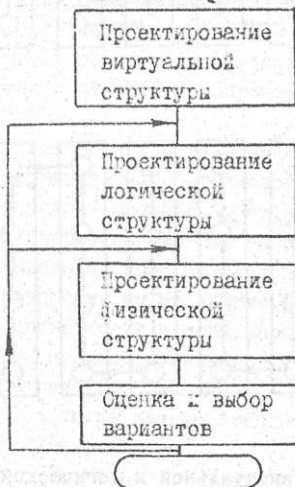 Проектирование
виртуальной
структуры
Проектирование
логической
структуры
Проектирование
физической
структуры
Оценка и выбор
вариантов